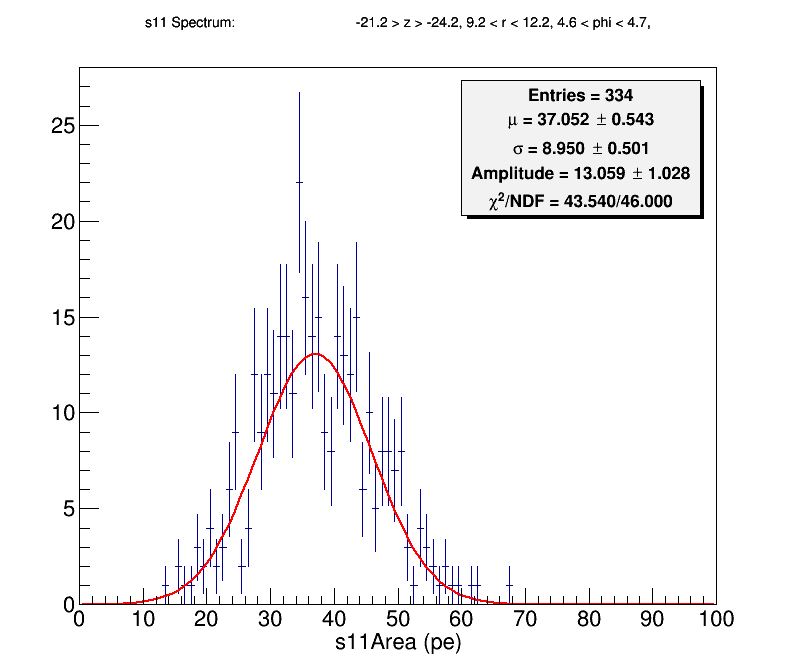 s11 Spectrum: -21.2 > z > -24.2, 9.2 < r < 12.2, 4.6 < phi < 4.7,
Entries = 334
μ = 37.052 ± 0.543
σ = 8.950 ± 0.501
Amplitude = 13.059 ± 1.028
χ²/NDF = 43.540/46.000
25
20
15
10
5
0
0 10 20 30 40 50 60 70 80 90 100
s11Area (pe)